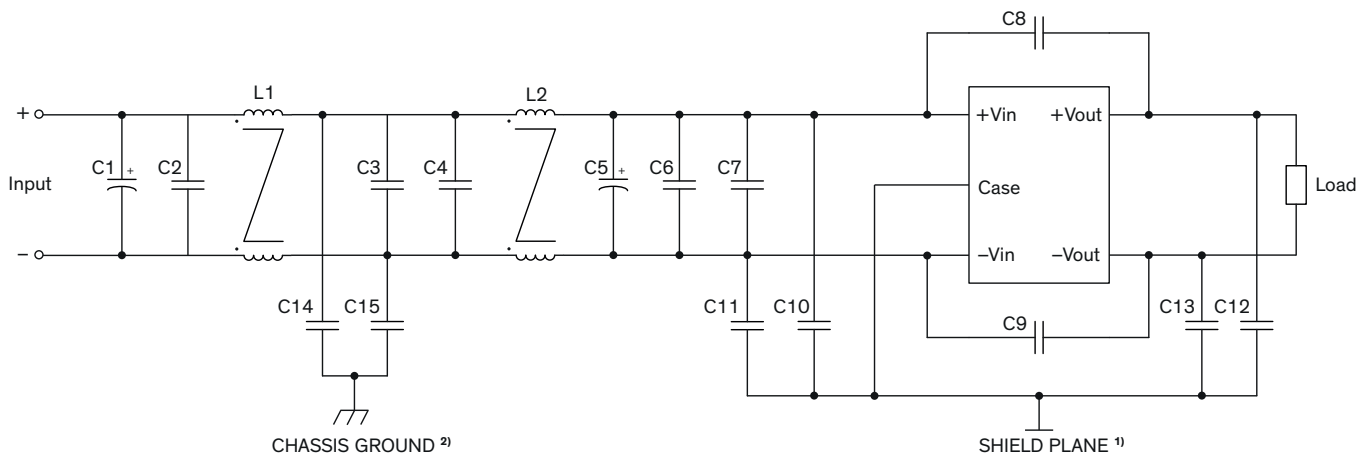 C8
L1
L2
+
+Vin
+Vout
C1 +
C2
C3
C4
C5 +
C6
C7
Input
Case
Load
−
−Vin
−Vout
C14
C15
C11
C10
C9
C13
C12
CHASSIS GROUND 2)
SHIELD PLANE 1)